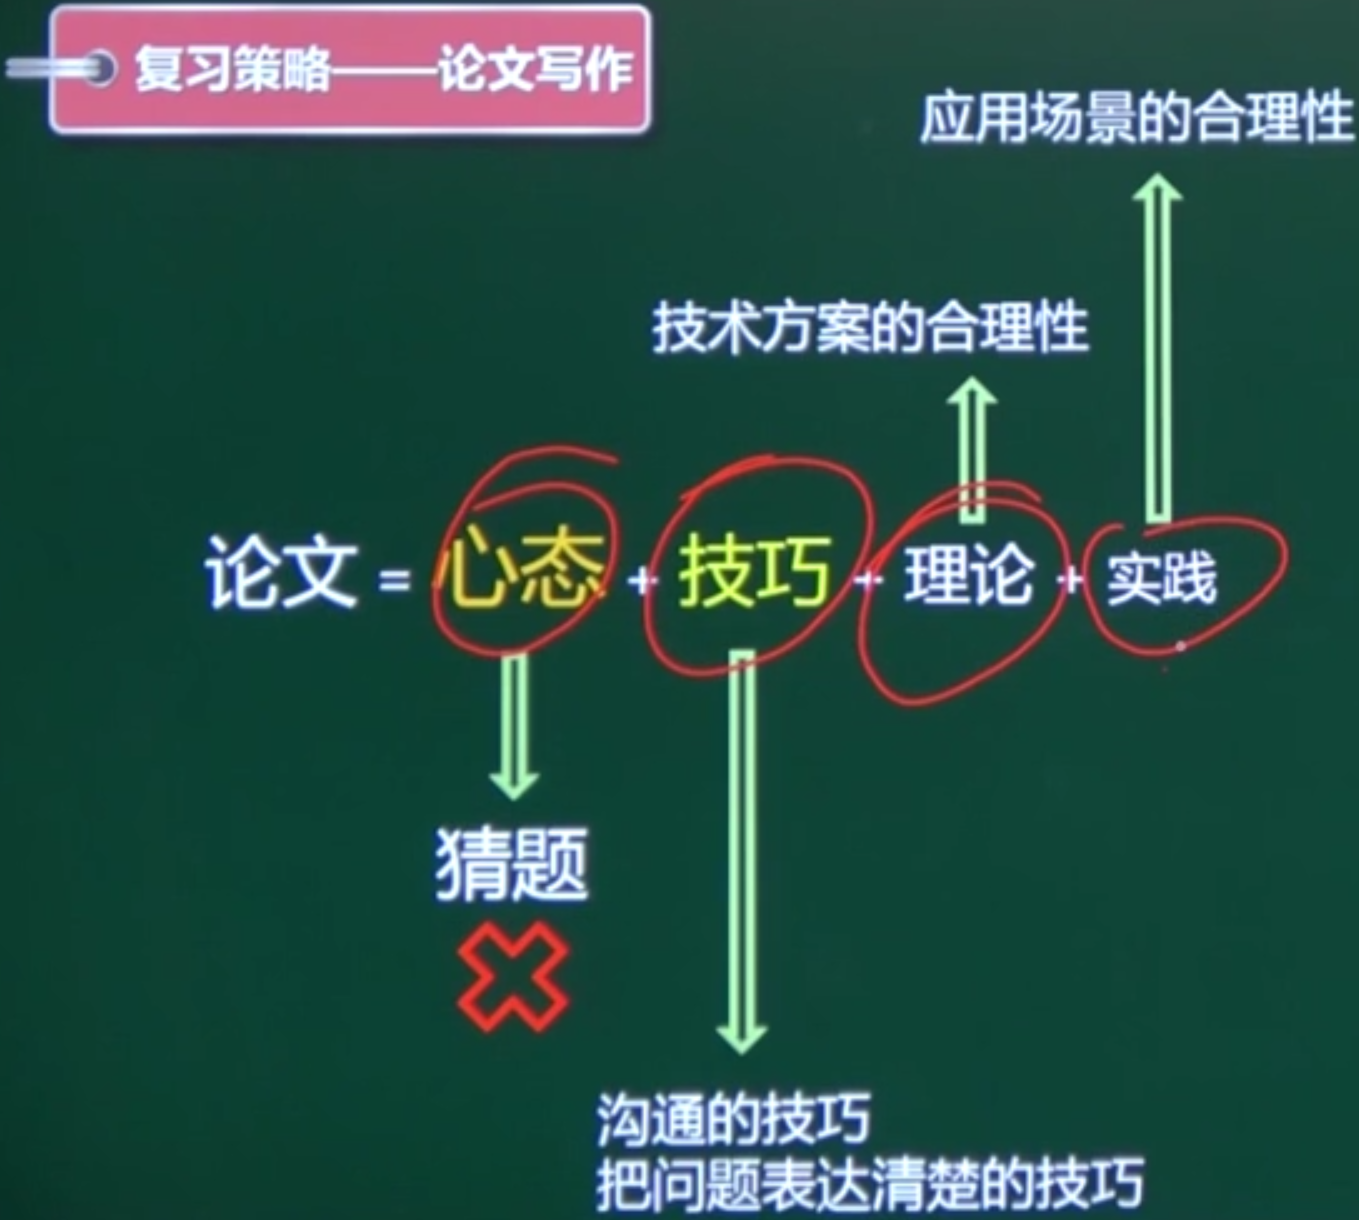 复习策略——论文写作
应用场景的合理性
技术方案的合理性
论文 = 心态 + 技巧 + 理论 + 实践
猜题
沟通的技巧
把问题表达清楚的技巧